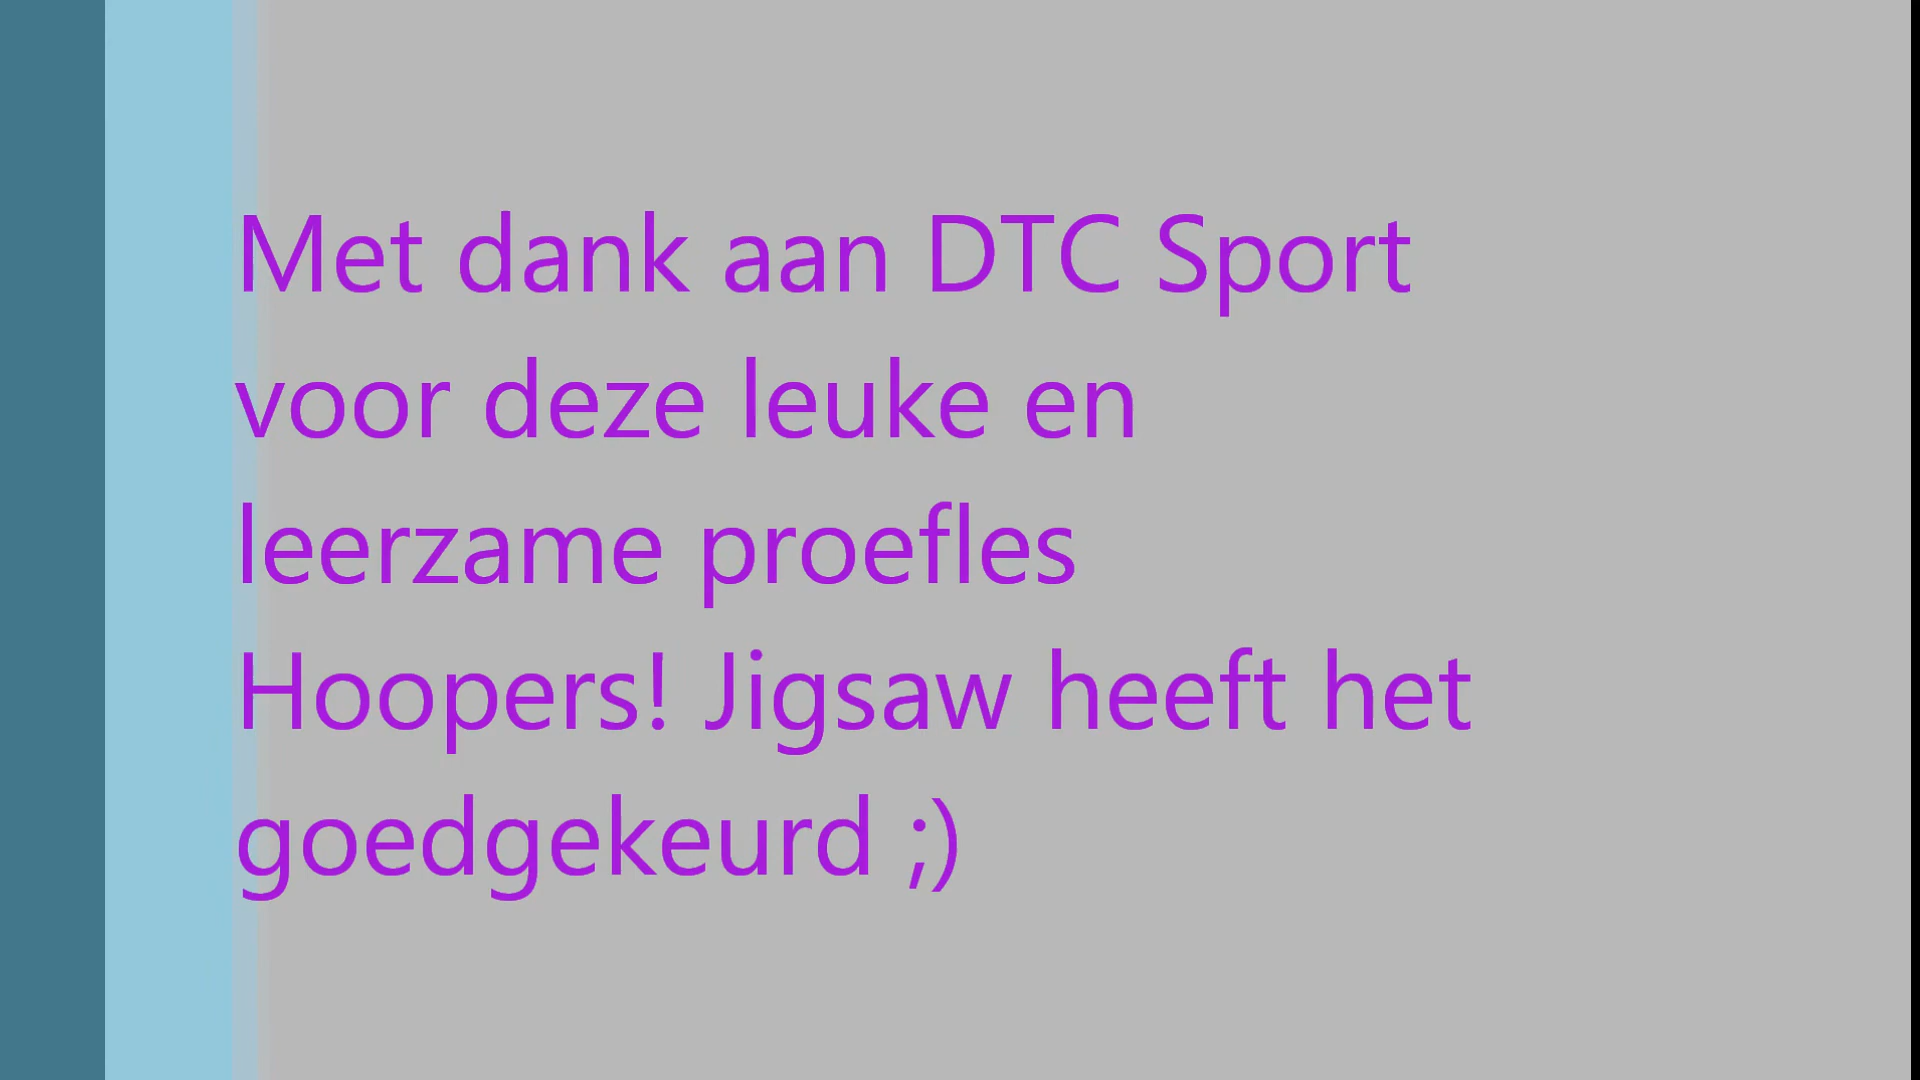 Met dank aan DTC Sport
voor deze leuke en
leerzame proefles
Hoopers! Jigsaw heeft het
goedgekeurd ;)